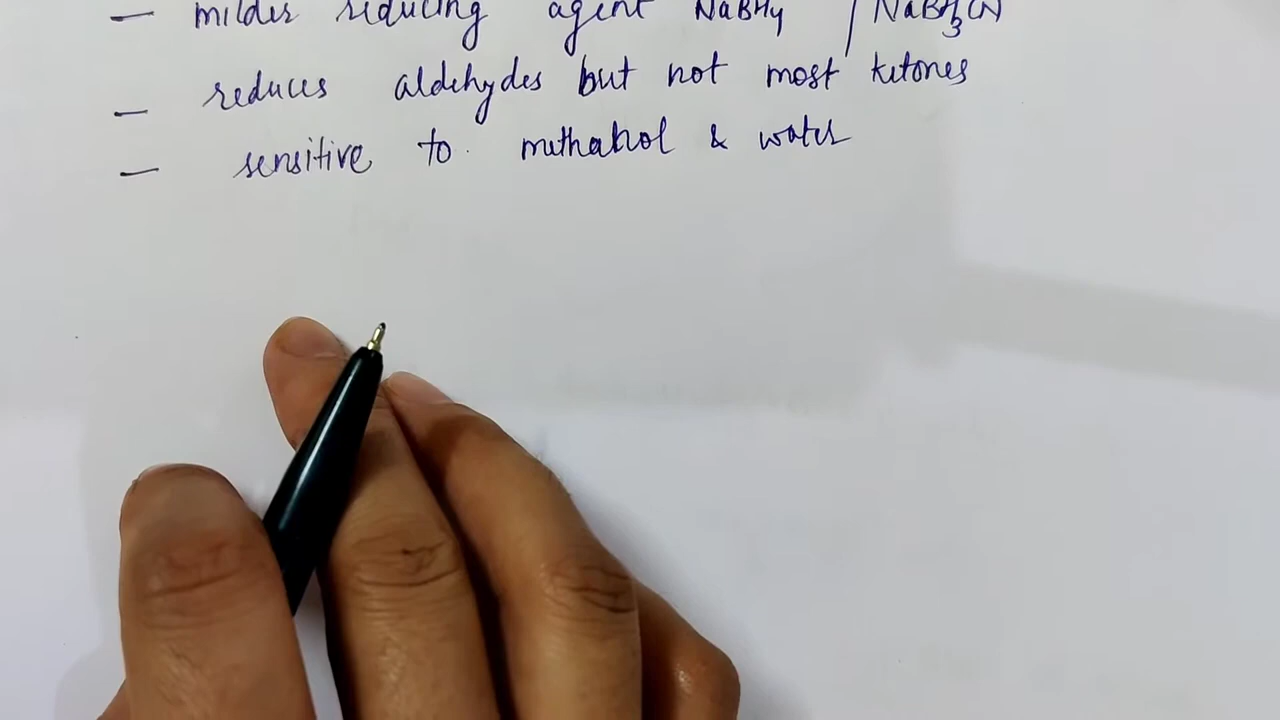 — milder reducing agent NaBH4 / NaBH3CN
— reduces aldehydes but not most ketones
— sensitive to methanol & water